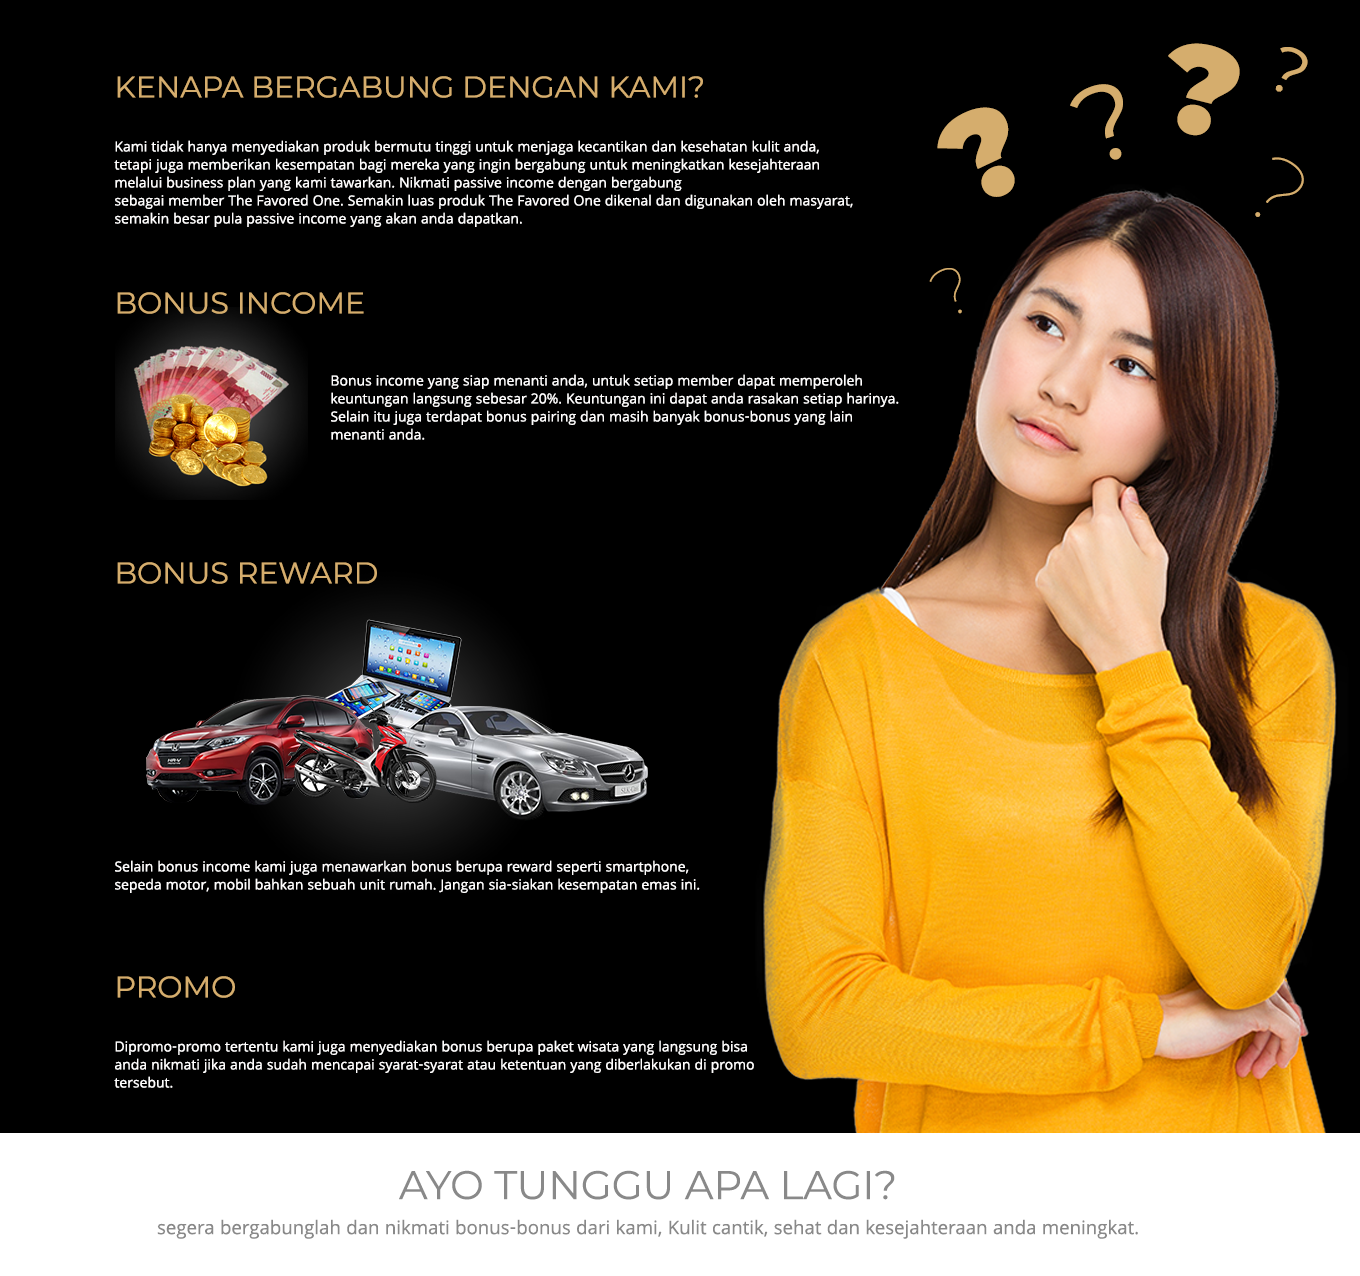 KENAPA BERGABUNG DENGAN KAMI?
Kami tidak hanya menyediakan produk bermutu tinggi untuk menjaga kecantikan dan kesehatan kulit anda,
tetapi juga memberikan kesempatan bagi mereka yang ingin bergabung untuk meningkatkan kesejahteraan
melalui business plan yang kami tawarkan. Nikmati passive income dengan bergabung
sebagai member The Favored One. Semakin luas produk The Favored One dikenal dan digunakan oleh masyarat,
semakin besar pula passive income yang akan anda dapatkan.
BONUS INCOME
Bonus income yang siap menanti anda, untuk setiap member dapat memperoleh
keuntungan langsung sebesar 20%. Keuntungan ini dapat anda rasakan setiap harinya.
Selain itu juga terdapat bonus pairing dan masih banyak bonus-bonus yang lain
menanti anda.
BONUS REWARD
HR-V
Selain bonus income kami juga menawarkan bonus berupa reward seperti smartphone,
sepeda motor, mobil bahkan sebuah unit rumah. Jangan sia-siakan kesempatan emas ini.
PROMO
Dipromo-promo tertentu kami juga menyediakan bonus berupa paket wisata yang langsung bisa
anda nikmati jika anda sudah mencapai syarat-syarat atau ketentuan yang diberlakukan di promo
tersebut.
AYO TUNGGU APA LAGI?
segera bergabunglah dan nikmati bonus-bonus dari kami, Kulit cantik, sehat dan kesejahteraan anda meningkat.